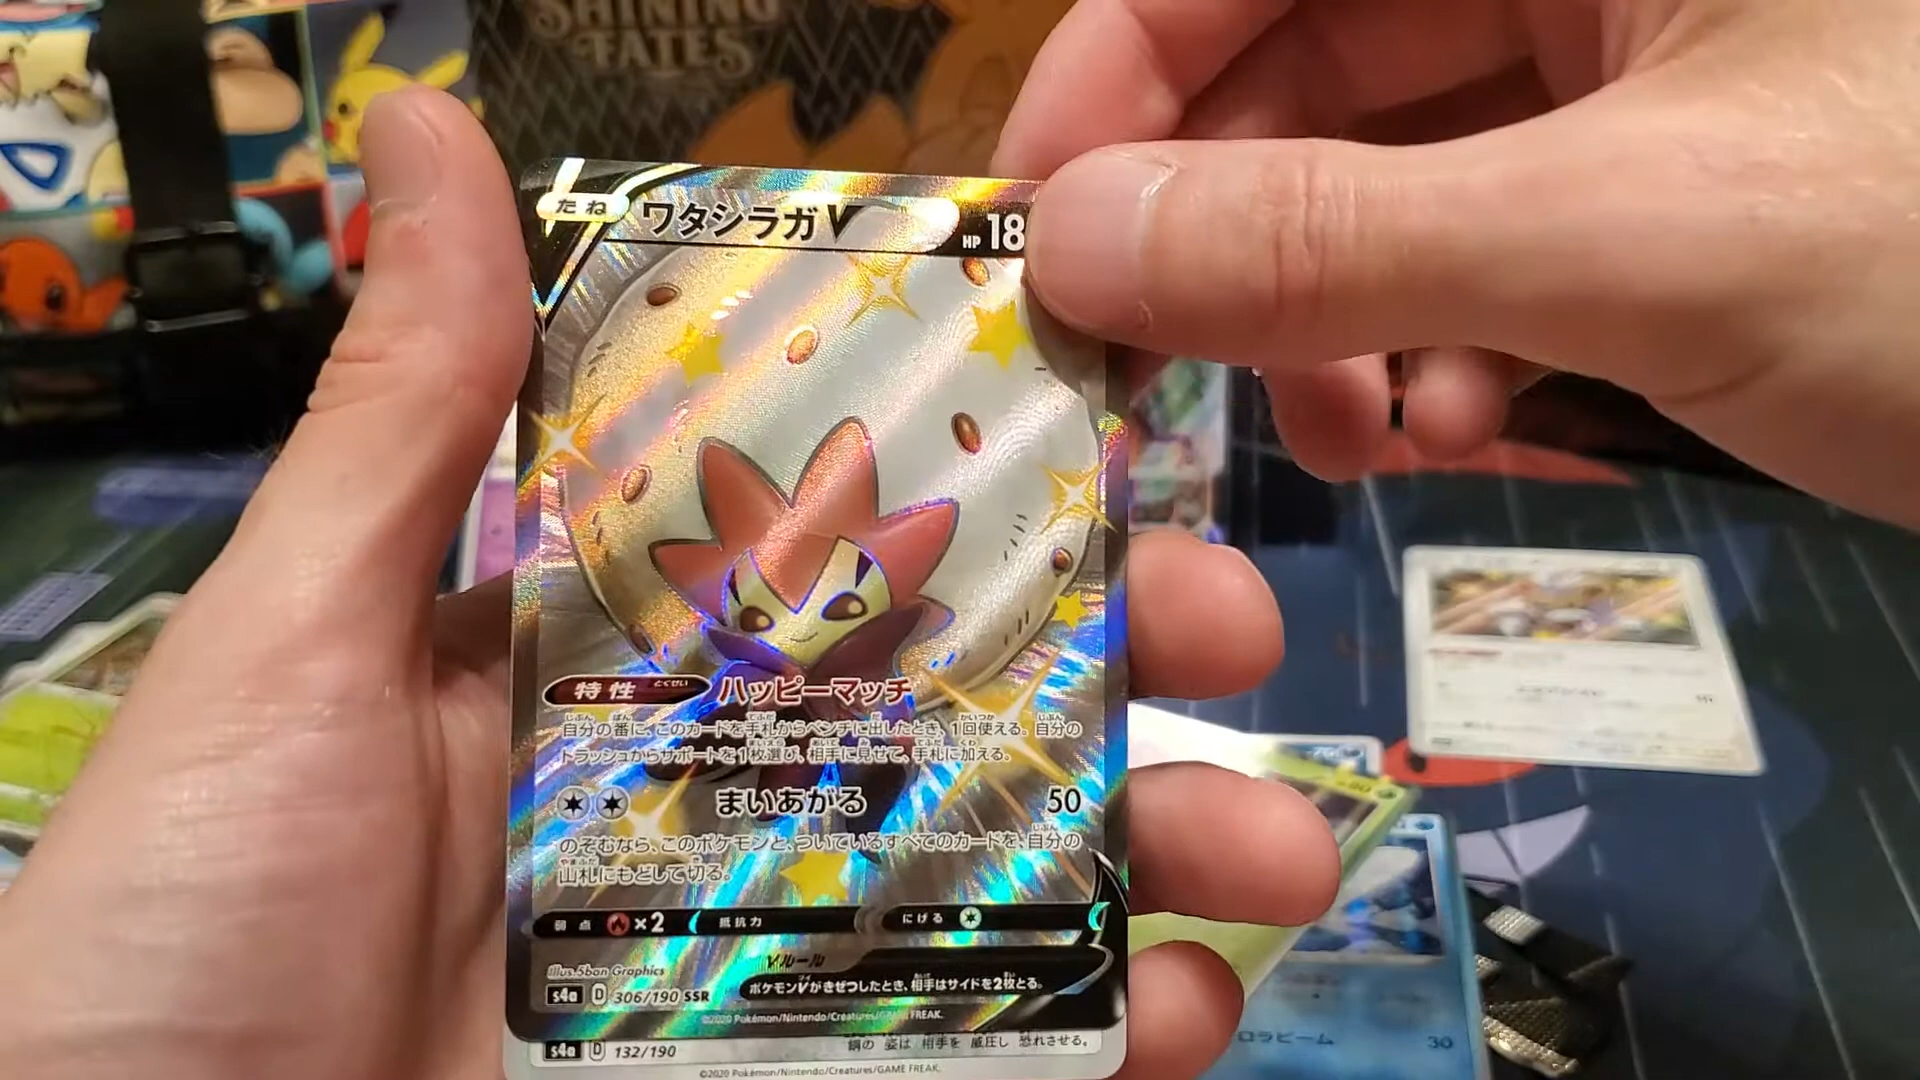 SHINING
FATES
たね
ワタシラガV
HP 18
特性
とくせい
ハッピーマッチ
自分の番に、このカードを手札からベンチに出したとき、1回使える。自分の
トラッシュからサポートを1枚選び、相手に見せて、手札に加える。
まいあがる 50
のぞむなら、このポケモンと、ついているすべてのカードを、自分の
山札にもどして切る。
弱点 ×2 抵抗力 にげる
Vルール
ポケモンVがきぜつしたとき、相手はサイドを2枚とる。
Illus. 5ban Graphics
s4a D 306/190 SSR
©2020 Pokémon/Nintendo/Creatures/GAME FREAK.
鋼の 姿は 相手を 威圧し 恐れさせる。
s4a D 132/190
©2020 Pokémon/Nintendo/Creatures/GAME FREAK.
ロラビーム 30